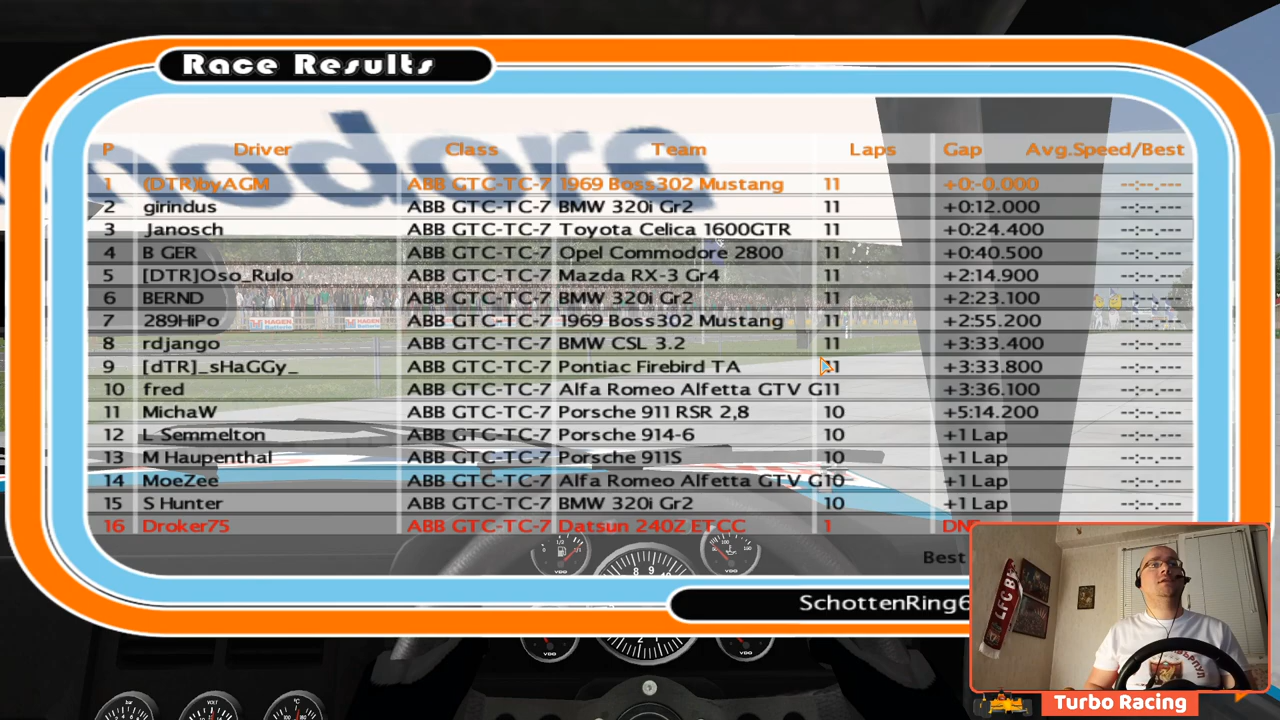 Race Results
P Driver Class Team Laps Gap Avg.Speed/Best
1 (DTR)byAGM ABB GTC-TC-7 1969 Boss302 Mustang 11 +0:-0.000 --:--.---
2 girindus ABB GTC-TC-7 BMW 320i Gr2 11 +0:12.000 --:--.---
3 Janosch ABB GTC-TC-7 Toyota Celica 1600GTR 11 +0:24.400 --:--.---
4 B GER ABB GTC-TC-7 Opel Commodore 2800 11 +0:40.500 --:--.---
5 [DTR]Oso_Rulo ABB GTC-TC-7 Mazda RX-3 Gr4 11 +2:14.900 --:--.---
6 BERND ABB GTC-TC-7 BMW 320i Gr2 11 +2:23.100 --:--.---
7 289HiPo ABB GTC-TC-7 1969 Boss302 Mustang 11 +2:55.200 --:--.---
8 rdjango ABB GTC-TC-7 BMW CSL 3.2 11 +3:33.400 --:--.---
9 [dTR]_sHaGGy_ ABB GTC-TC-7 Pontiac Firebird TA 11 +3:33.800 --:--.---
10 fred ABB GTC-TC-7 Alfa Romeo Alfetta GTV G11 +3:36.100 --:--.---
11 MichaW ABB GTC-TC-7 Porsche 911 RSR 2,8 10 +5:14.200 --:--.---
12 L Semmelton ABB GTC-TC-7 Porsche 914-6 10 +1 Lap --:--.---
13 M Haupenthal ABB GTC-TC-7 Porsche 911S 10 +1 Lap --:--.---
14 MoeZee ABB GTC-TC-7 Alfa Romeo Alfetta GTV G10 +1 Lap --:--.---
15 S Hunter ABB GTC-TC-7 BMW 320i Gr2 10 +1 Lap --:--.---
16 Droker75 ABB GTC-TC-7 Datsun 240Z ETCC 1 DNF
Best
SchottenRing6
LFC
Turbo Racing